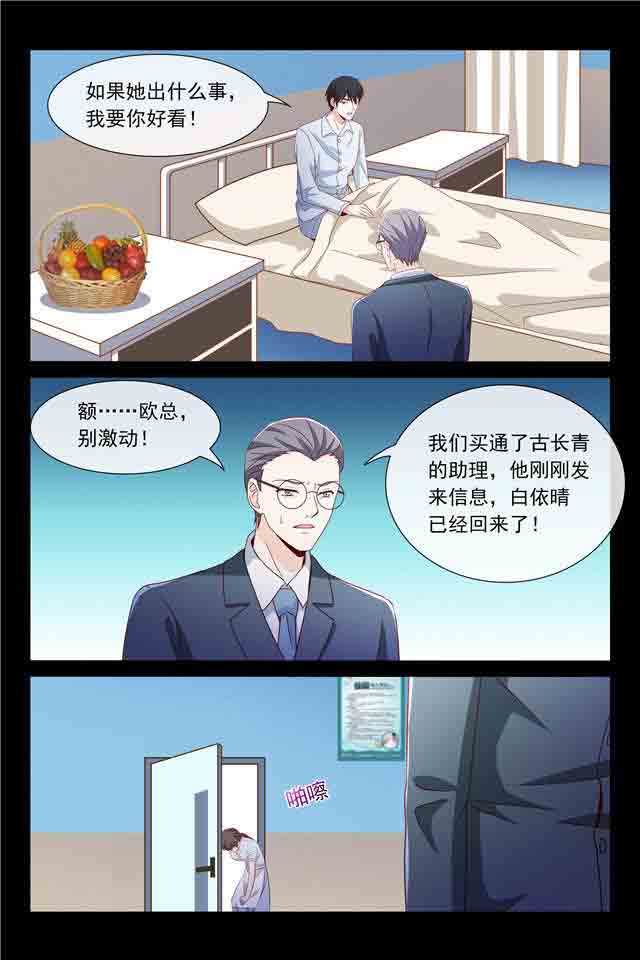 如果她出什么事，
我要你好看！
额……欧总，
别激动！
我们买通了古长青
的助理，他刚刚发
来信息，白依晴
已经回来了！
啪嚓